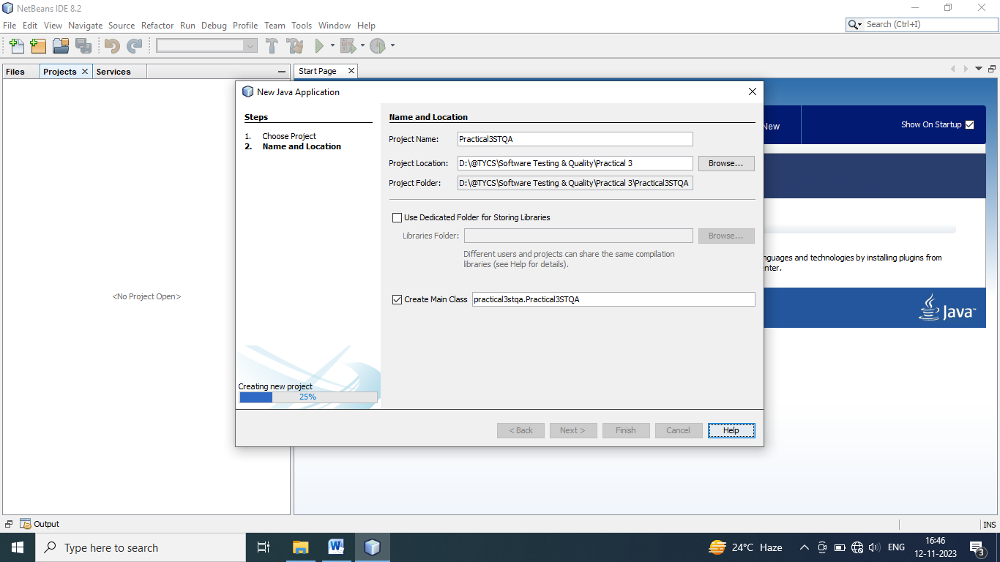 NetBeans IDE 8.2
File Edit View Navigate Source Refactor Run Debug Profile Team Tools Window Help
Search (Ctrl+I)
Files Projects Services
Start Page
New Java Application
Steps
1. Choose Project
2. Name and Location
Name and Location
Project Name: Practical3STQA
Project Location: D:\@TYCS\Software Testing & Quality\Practical 3 Browse...
Project Folder: D:\@TYCS\Software Testing & Quality\Practical 3\Practical3STQA
Use Dedicated Folder for Storing Libraries
Libraries Folder: Browse...
Different users and projects can share the same compilation
libraries (see Help for details).
Create Main Class practical3stqa.Practical3STQA
Creating new project
25%
< Back Next > Finish Cancel Help
New
Show On Startup
nguages and technologies by installing plugins from
enter.
Java™
<No Project Open>
Output
INS
Type here to search
W
24°C Haze
ENG
16:46
12-11-2023
3